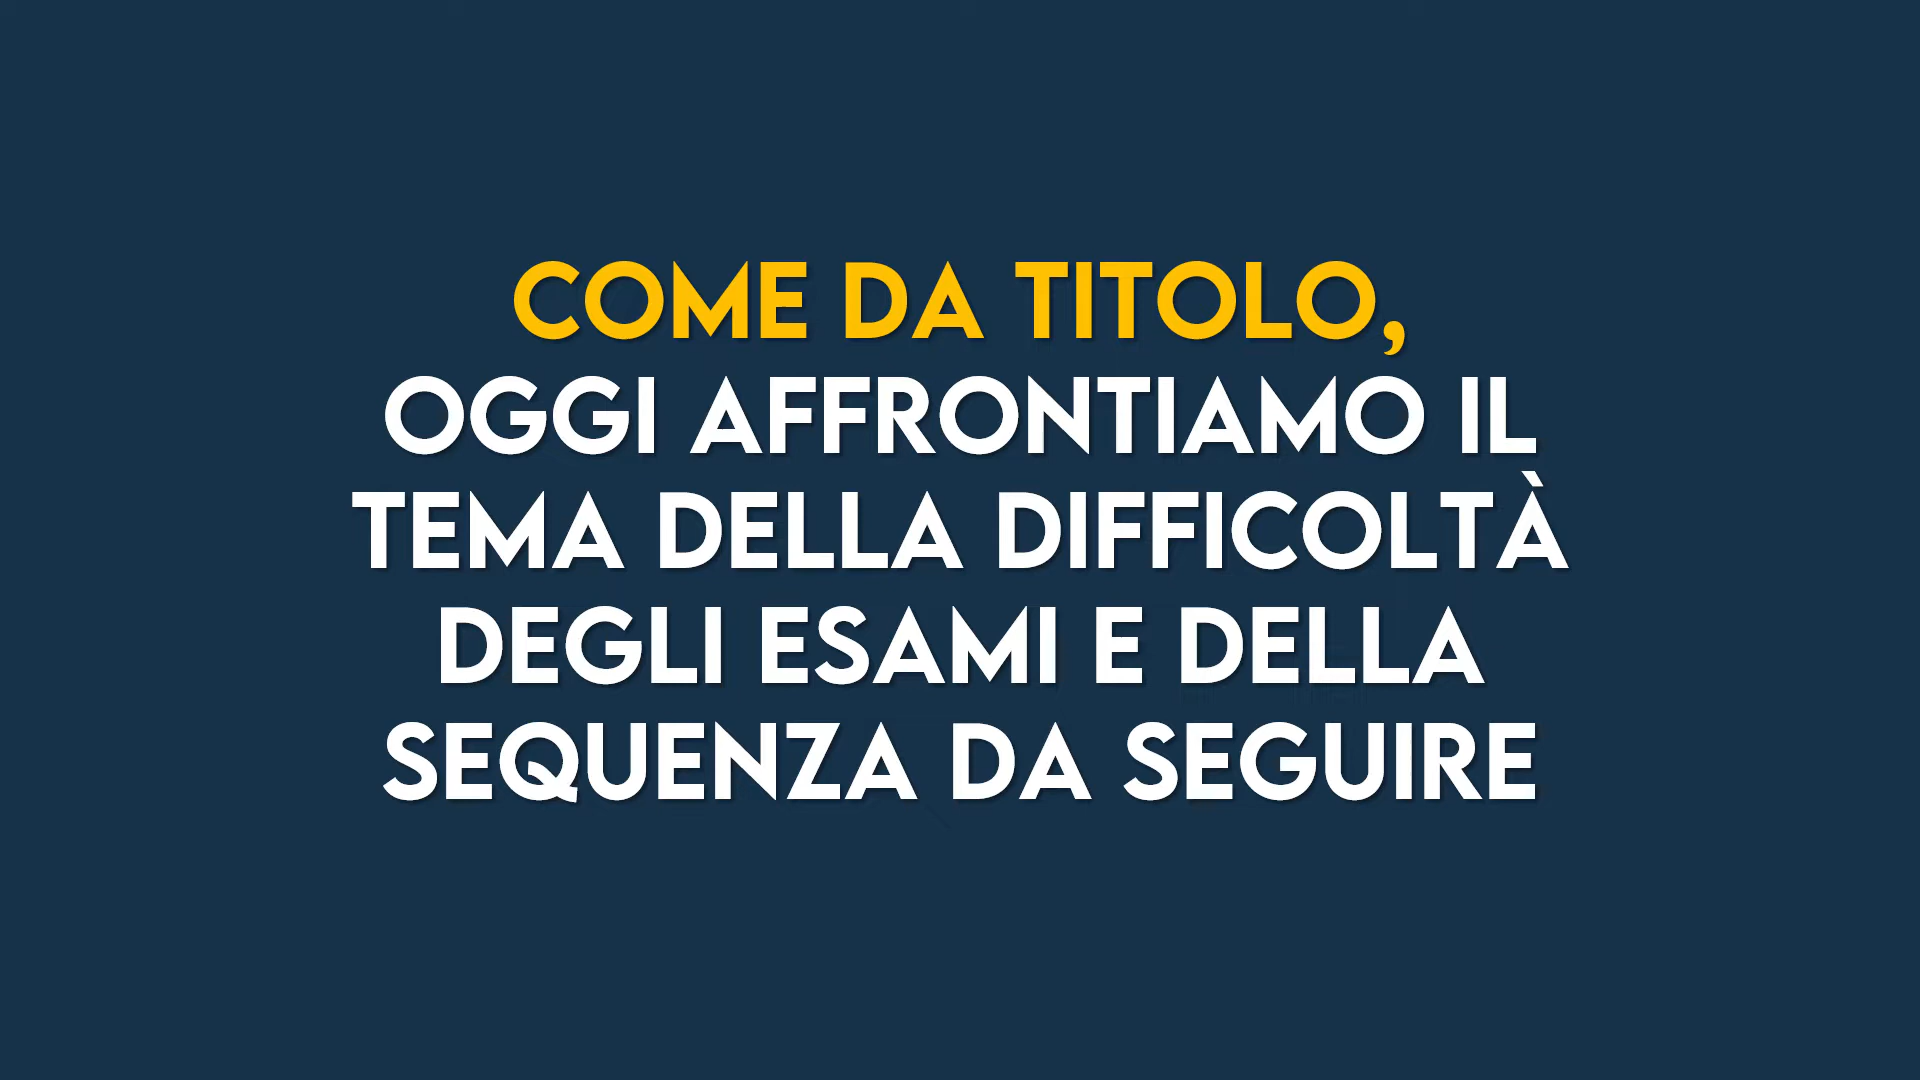 COME DA TITOLO,
OGGI AFFRONTIAMO IL
TEMA DELLA DIFFICOLTÀ
DEGLI ESAMI E DELLA
SEQUENZA DA SEGUIRE